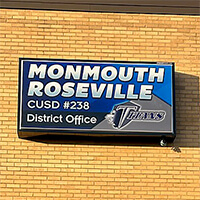 MONMOUTH
ROSEVILLE
CUSD #238
District Office
TITANS